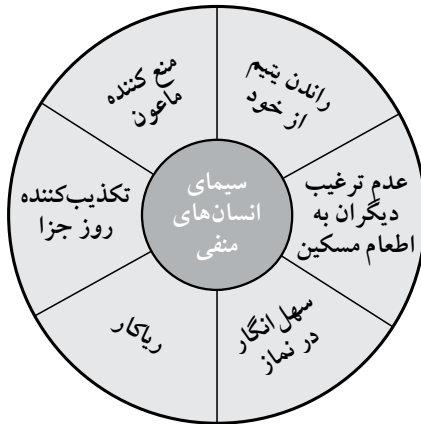 سیمای
انسان‌های
منفی
راندن یتیم
از خود
عدم ترغیب
دیگران به
اطعام مسکین
سهل انگار
در نماز
ریاکار
تکذیب‌کننده
روز جزا
منع کننده
ماعون